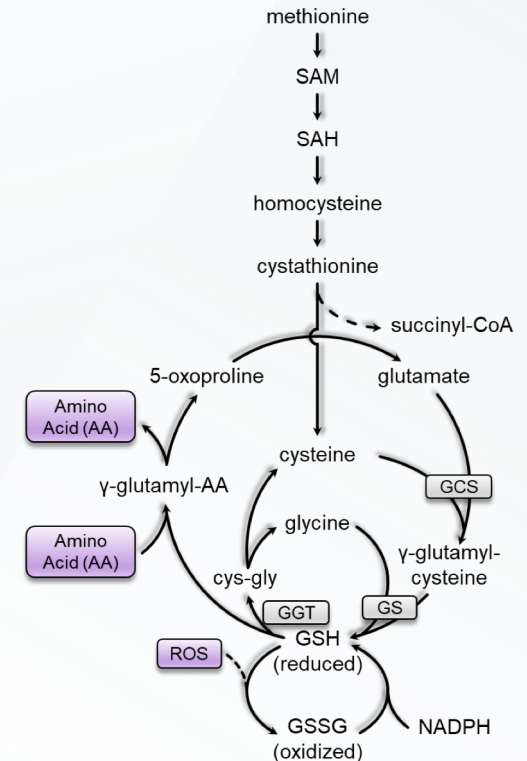 methionine
SAM
SAH
homocysteine
cystathionine
succinyl-CoA
5-oxoproline
glutamate
Amino
Acid (AA)
cysteine
γ-glutamyl-AA
GCS
glycine
Amino
Acid (AA)
γ-glutamyl-
cysteine
cys-gly
GGT
GS
GSH
(reduced)
ROS
GSSG
(oxidized)
NADPH